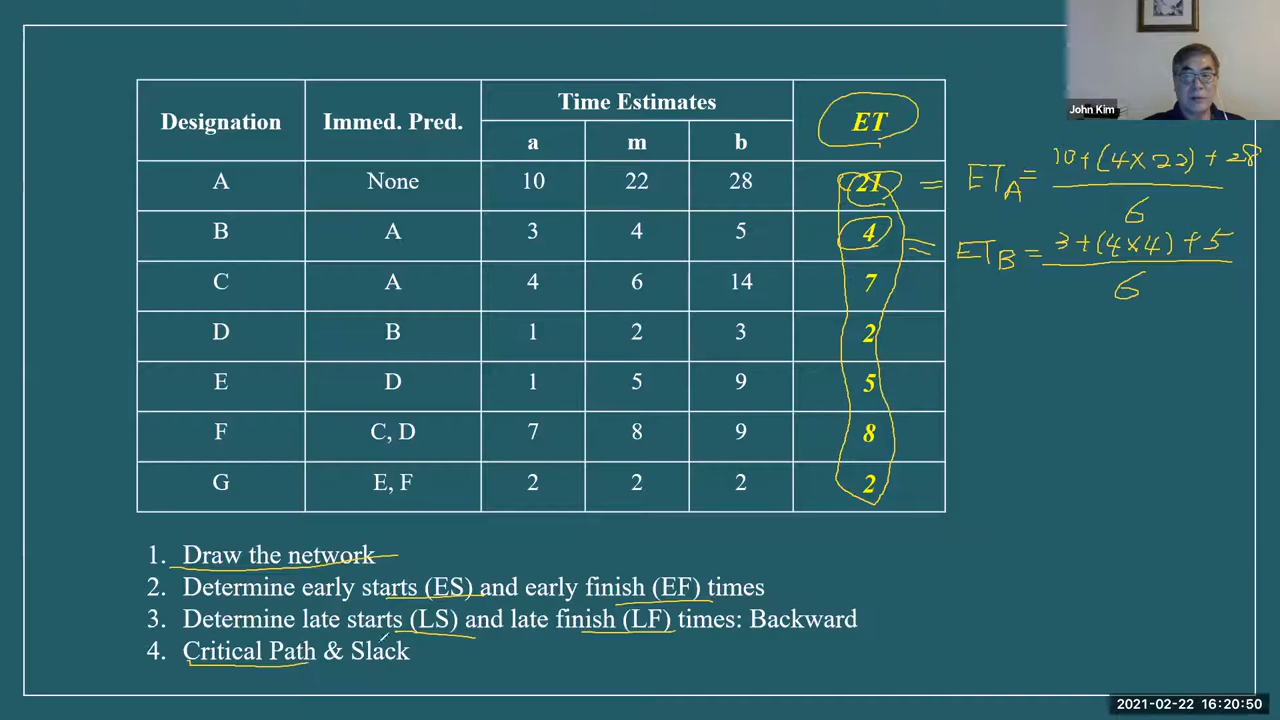 John Kim
Designation Immed. Pred. Time Estimates ET
a m b
A None 10 22 28 21 = ETA= 10+(4×22)+28 / 6
B A 3 4 5 4 = ETB= 3+(4×4)+5 / 6
C A 4 6 14 7
D B 1 2 3 2
E D 1 5 9 5
F C, D 7 8 9 8
G E, F 2 2 2 2
1. Draw the network
2. Determine early starts (ES) and early finish (EF) times
3. Determine late starts (LS) and late finish (LF) times: Backward
4. Critical Path & Slack
2021-02-22 16:20:50